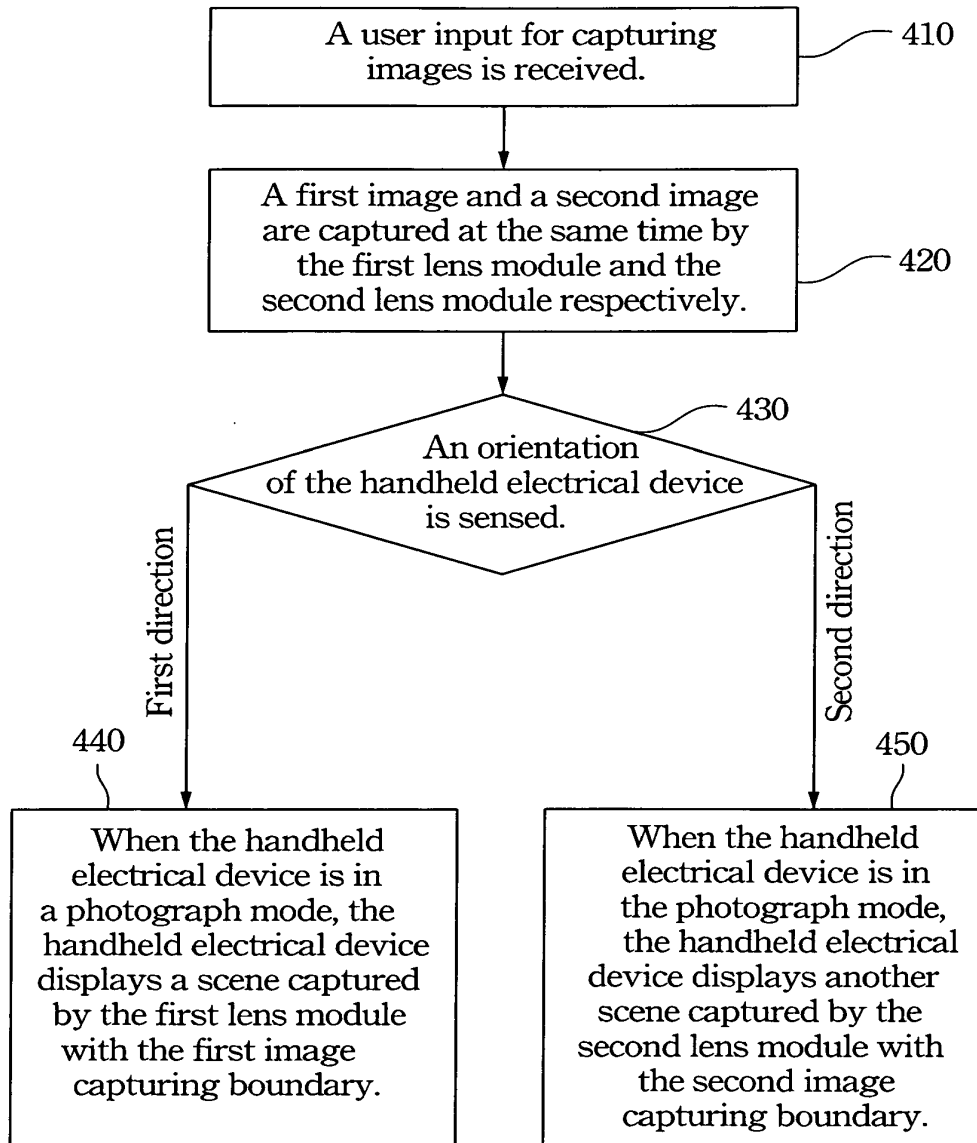 A user input for capturing
images is received.
410
A first image and a second image
are captured at the same time by
the first lens module and the
second lens module respectively.
420
430
An orientation
of the handheld electrical device
is sensed.
First direction
Second direction
440
When the handheld
electrical device is in
a photograph mode, the
handheld electrical device
displays a scene captured
by the first lens module
with the first image
capturing boundary.
450
When the handheld
electrical device is in
the photograph mode,
the handheld electrical
device displays another
scene captured by the
second lens module with
the second image
capturing boundary.